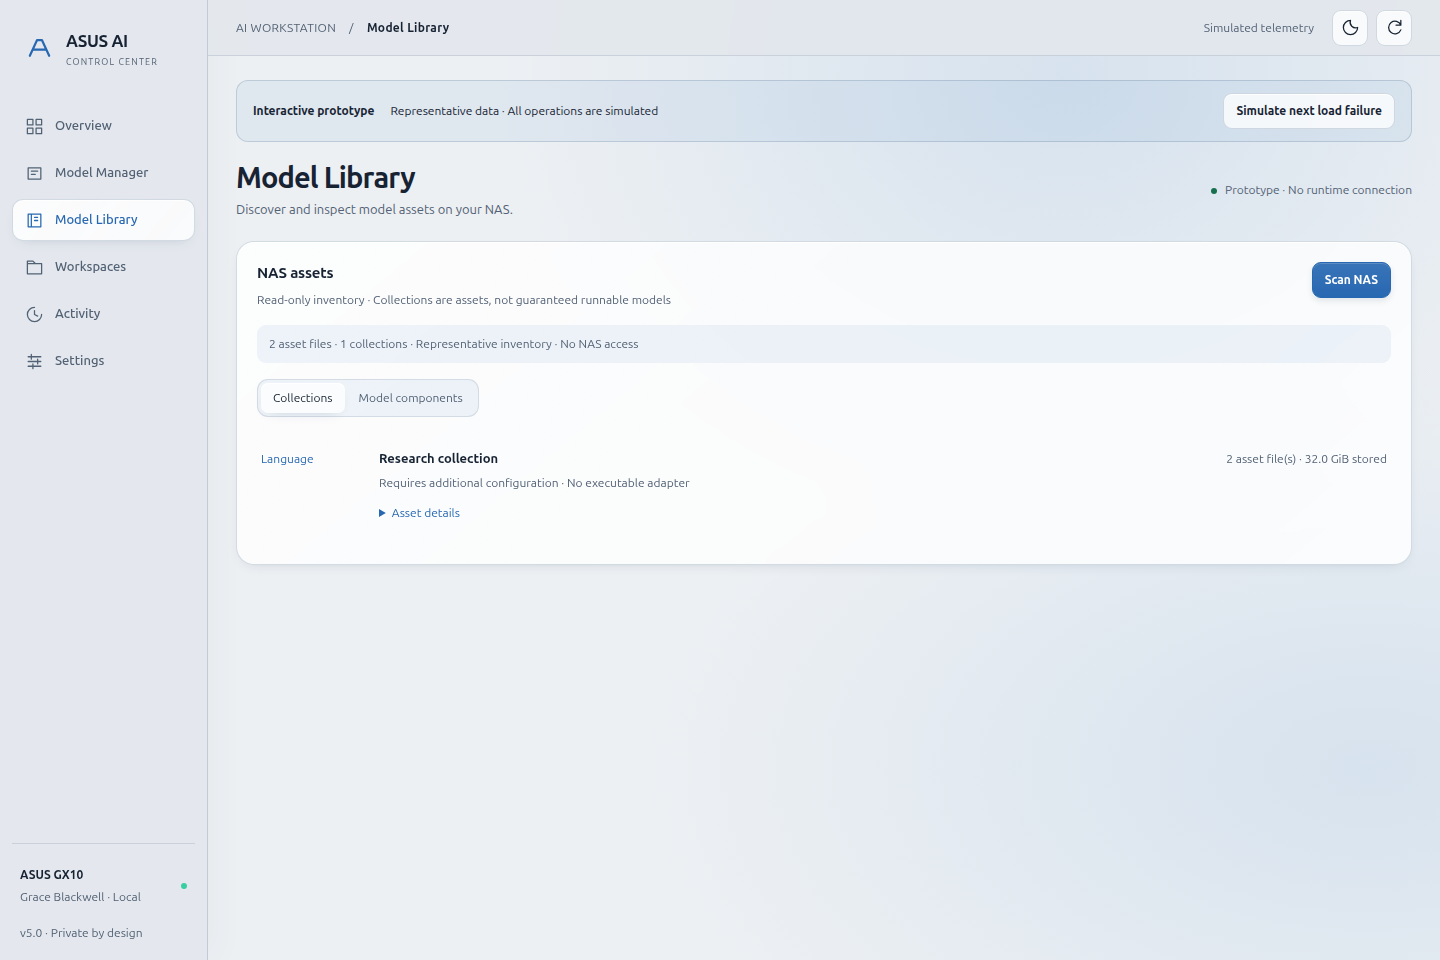 ASUS AI
CONTROL CENTER
Overview
Model Manager
Model Library
Workspaces
Activity
Settings
ASUS GX10
Grace Blackwell · Local
v5.0 · Private by design
AI WORKSTATION / Model Library
Simulated telemetry
Interactive prototype Representative data · All operations are simulated
Simulate next load failure
Model Library
Discover and inspect model assets on your NAS.
Prototype · No runtime connection
NAS assets
Read-only inventory · Collections are assets, not guaranteed runnable models
Scan NAS
2 asset files · 1 collections · Representative inventory · No NAS access
Collections Model components
Language Research collection 2 asset file(s) · 32.0 GiB stored
Requires additional configuration · No executable adapter
Asset details